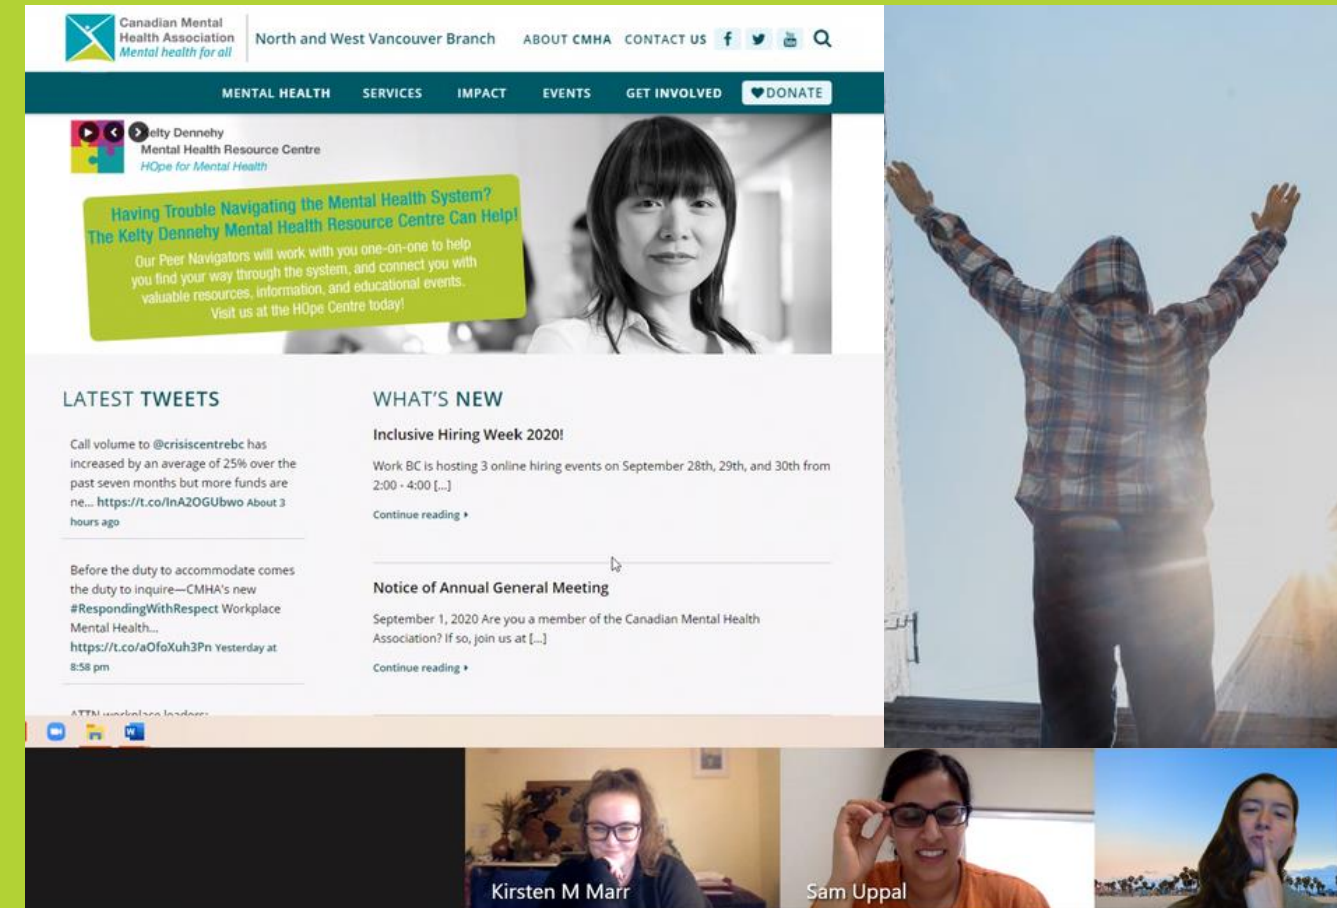 Canadian Mental
Health Association
Mental health for all
North and West Vancouver Branch
ABOUT CMHA CONTACT US
MENTAL HEALTH SERVICES IMPACT EVENTS GET INVOLVED DONATE
Kelty Dennehy
Mental Health Resource Centre
HOpe for Mental Health
Having Trouble Navigating the Mental Health System?
The Kelty Dennehy Mental Health Resource Centre Can Help!
Our Peer Navigators will work with you one-on-one to help
you find your way through the system, and connect you with
valuable resources, information, and educational events.
Visit us at the HOpe Centre today!
LATEST TWEETS
Call volume to @crisiscentrebc has
increased by an average of 25% over the
past seven months but more funds are
ne... https://t.co/InA2OGUbwo About 3
hours ago
Before the duty to accommodate comes
the duty to inquire—CMHA's new
#RespondingWithRespect Workplace
Mental Health...
https://t.co/aOfoXuh3Pn Yesterday at
8:58 pm
ATTN workplace leaders:
WHAT'S NEW
Inclusive Hiring Week 2020!
Work BC is hosting 3 online hiring events on September 28th, 29th, and 30th from
2:00 - 4:00 [...]
Continue reading
Notice of Annual General Meeting
September 1, 2020 Are you a member of the Canadian Mental Health
Association? If so, join us at [...]
Continue reading
Kirsten M Marr
Sam Uppal